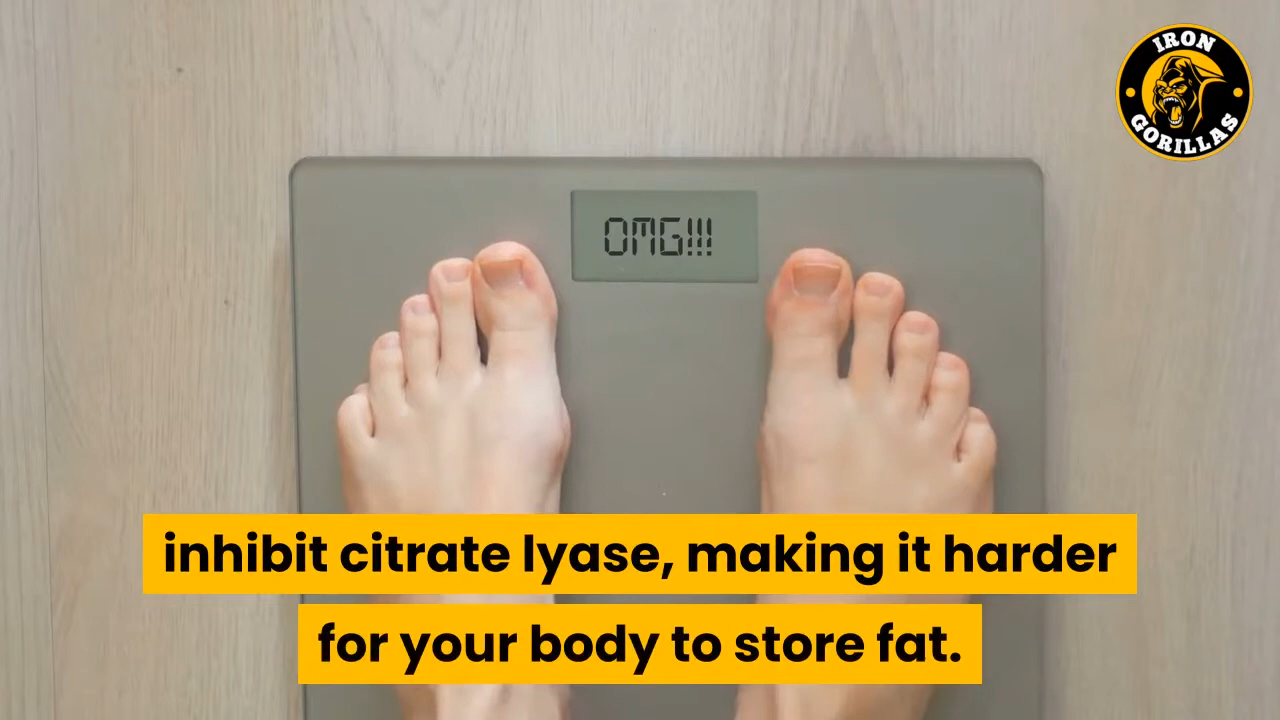 IRON
GORILLAS
OMG!!!
inhibit citrate lyase, making it harder
for your body to store fat.